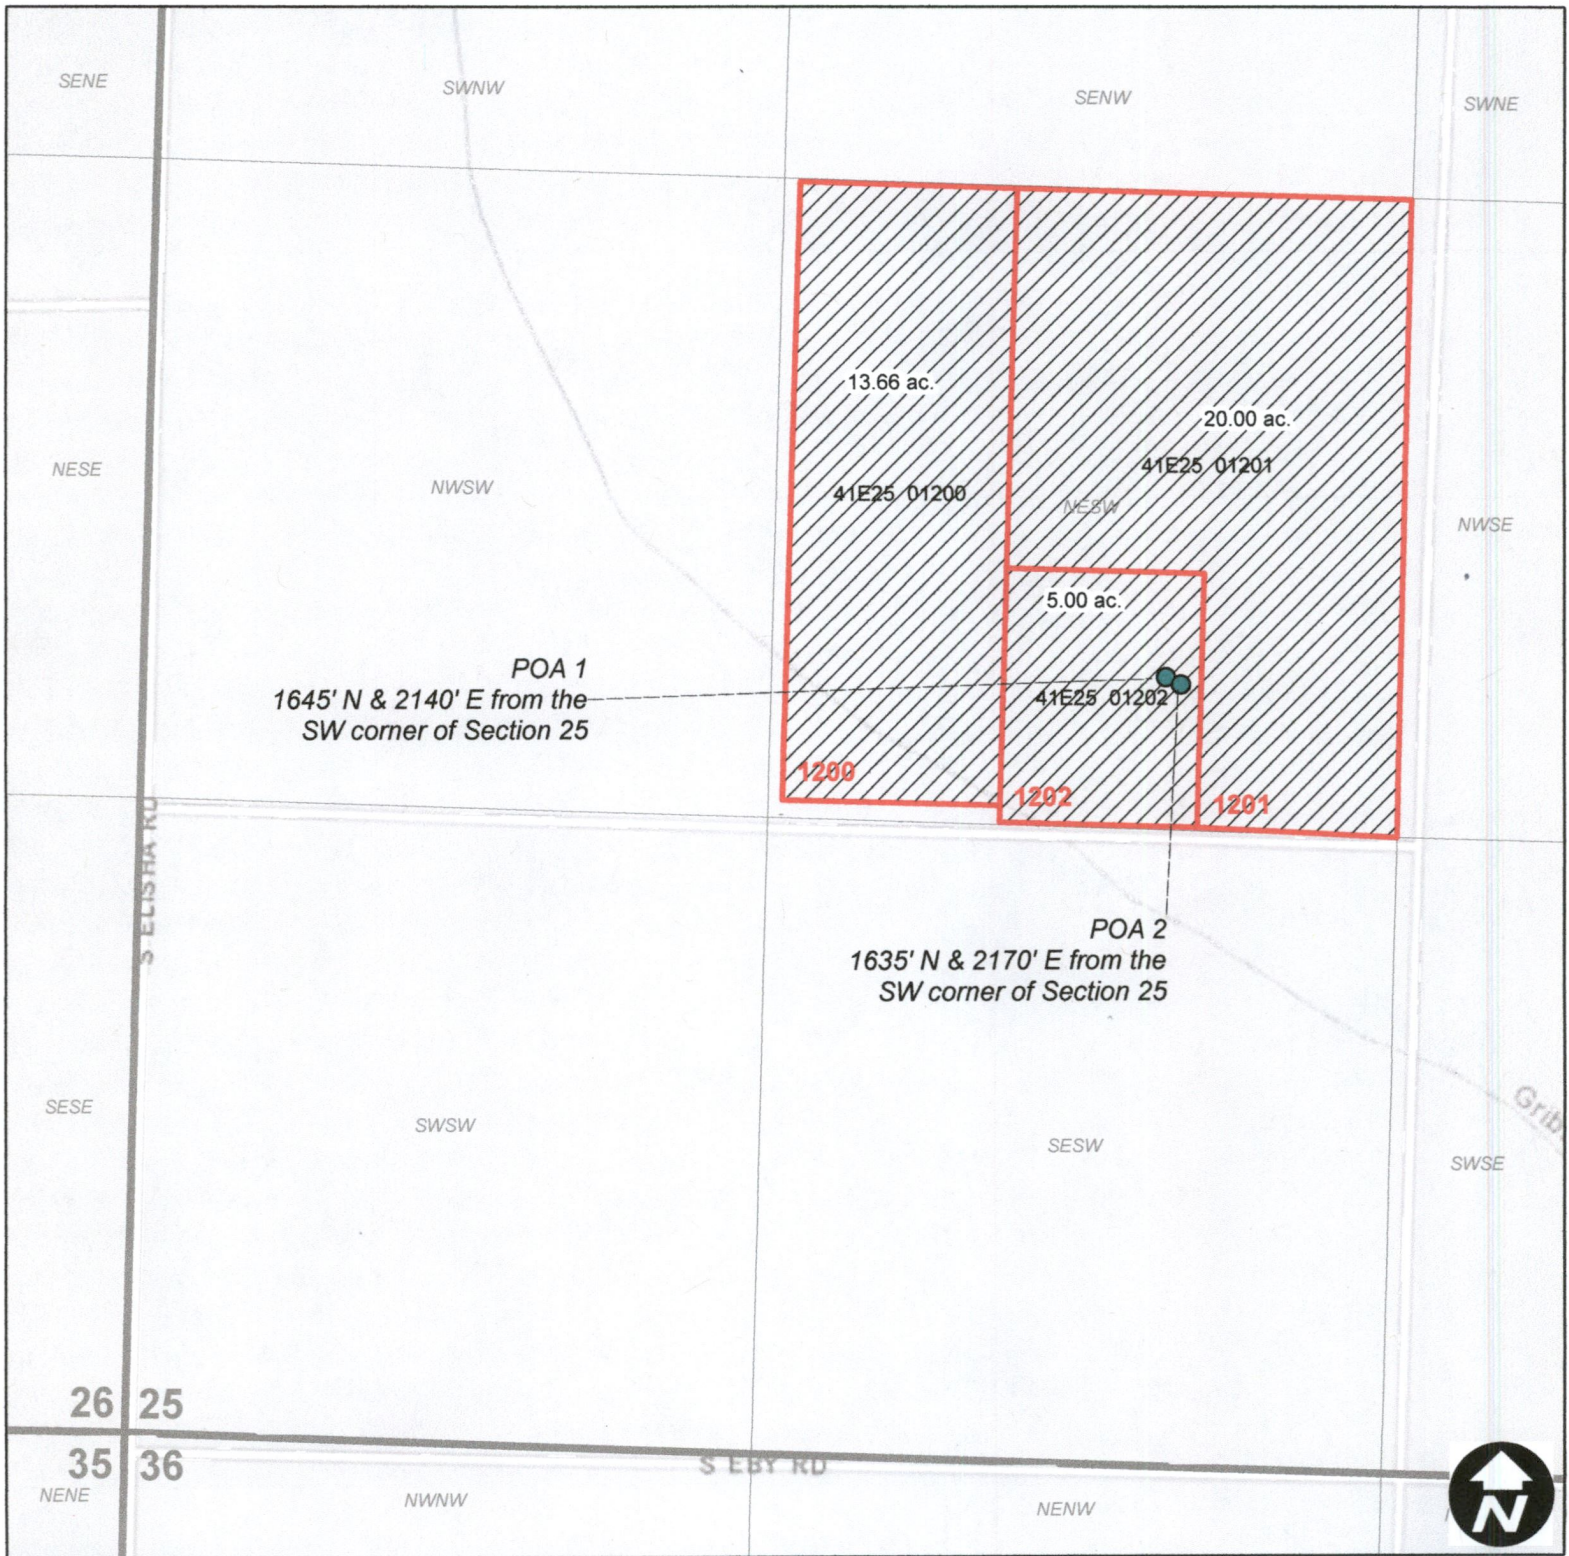 SENE
SWNW
SENW
SWNE
13.66 ac.
20.00 ac.
41E25 01201
NESE
NWSW
41E25 01200
NESW
NWSE
5.00 ac.
POA 1
1645' N & 2140' E from the
SW corner of Section 25
41E25 01202
1200
1202
1201
S ELISHA RD
POA 2
1635' N & 2170' E from the
SW corner of Section 25
SESE
SWSW
SESW
Grib
SWSE
26 25
35 36
S EBY RD
NENE
NWNW
NENW
N